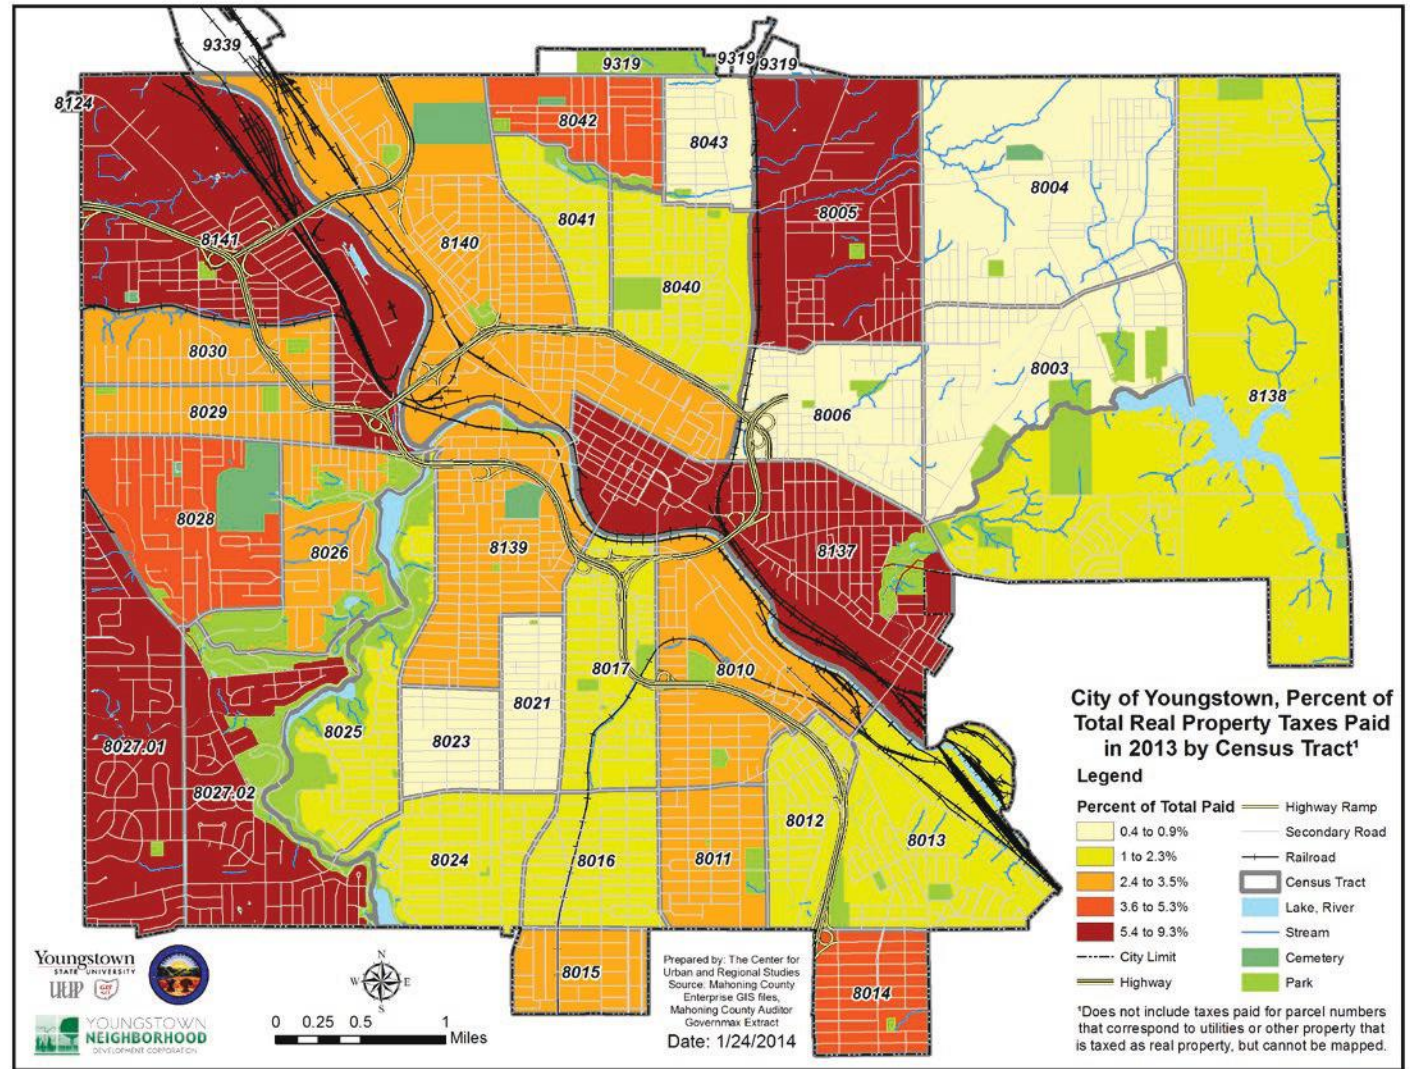 9339
9319
9319
9319
8124
8042
8043
8004
8005
8041
8141
8140
8040
8030
8003
8029
8006
8138
8028
8026
8139
8137
8017
8010
8021
8025
8023
8027.01
8027.02
8012
8013
8024
8016
8011
8015
8014
City of Youngstown, Percent of
Total Real Property Taxes Paid
in 2013 by Census Tract¹
Legend
Percent of Total Paid
0.4 to 0.9%
1 to 2.3%
2.4 to 3.5%
3.6 to 5.3%
5.4 to 9.3%
City Limit
Highway
Highway Ramp
Secondary Road
Railroad
Census Tract
Lake, River
Stream
Cemetery
Park
¹Does not include taxes paid for parcel numbers
that correspond to utilities or other property that
is taxed as real property, but cannot be mapped.
Youngstown
STATE UNIVERSITY
YOUNGSTOWN
NEIGHBORHOOD
DEVELOPMENT CORPORATION
N
W E
S
0 0.25 0.5 1
Miles
Prepared by: The Center for
Urban and Regional Studies
Source: Mahoning County
Enterprise GIS files,
Mahoning County Auditor
Governmax Extract
Date: 1/24/2014